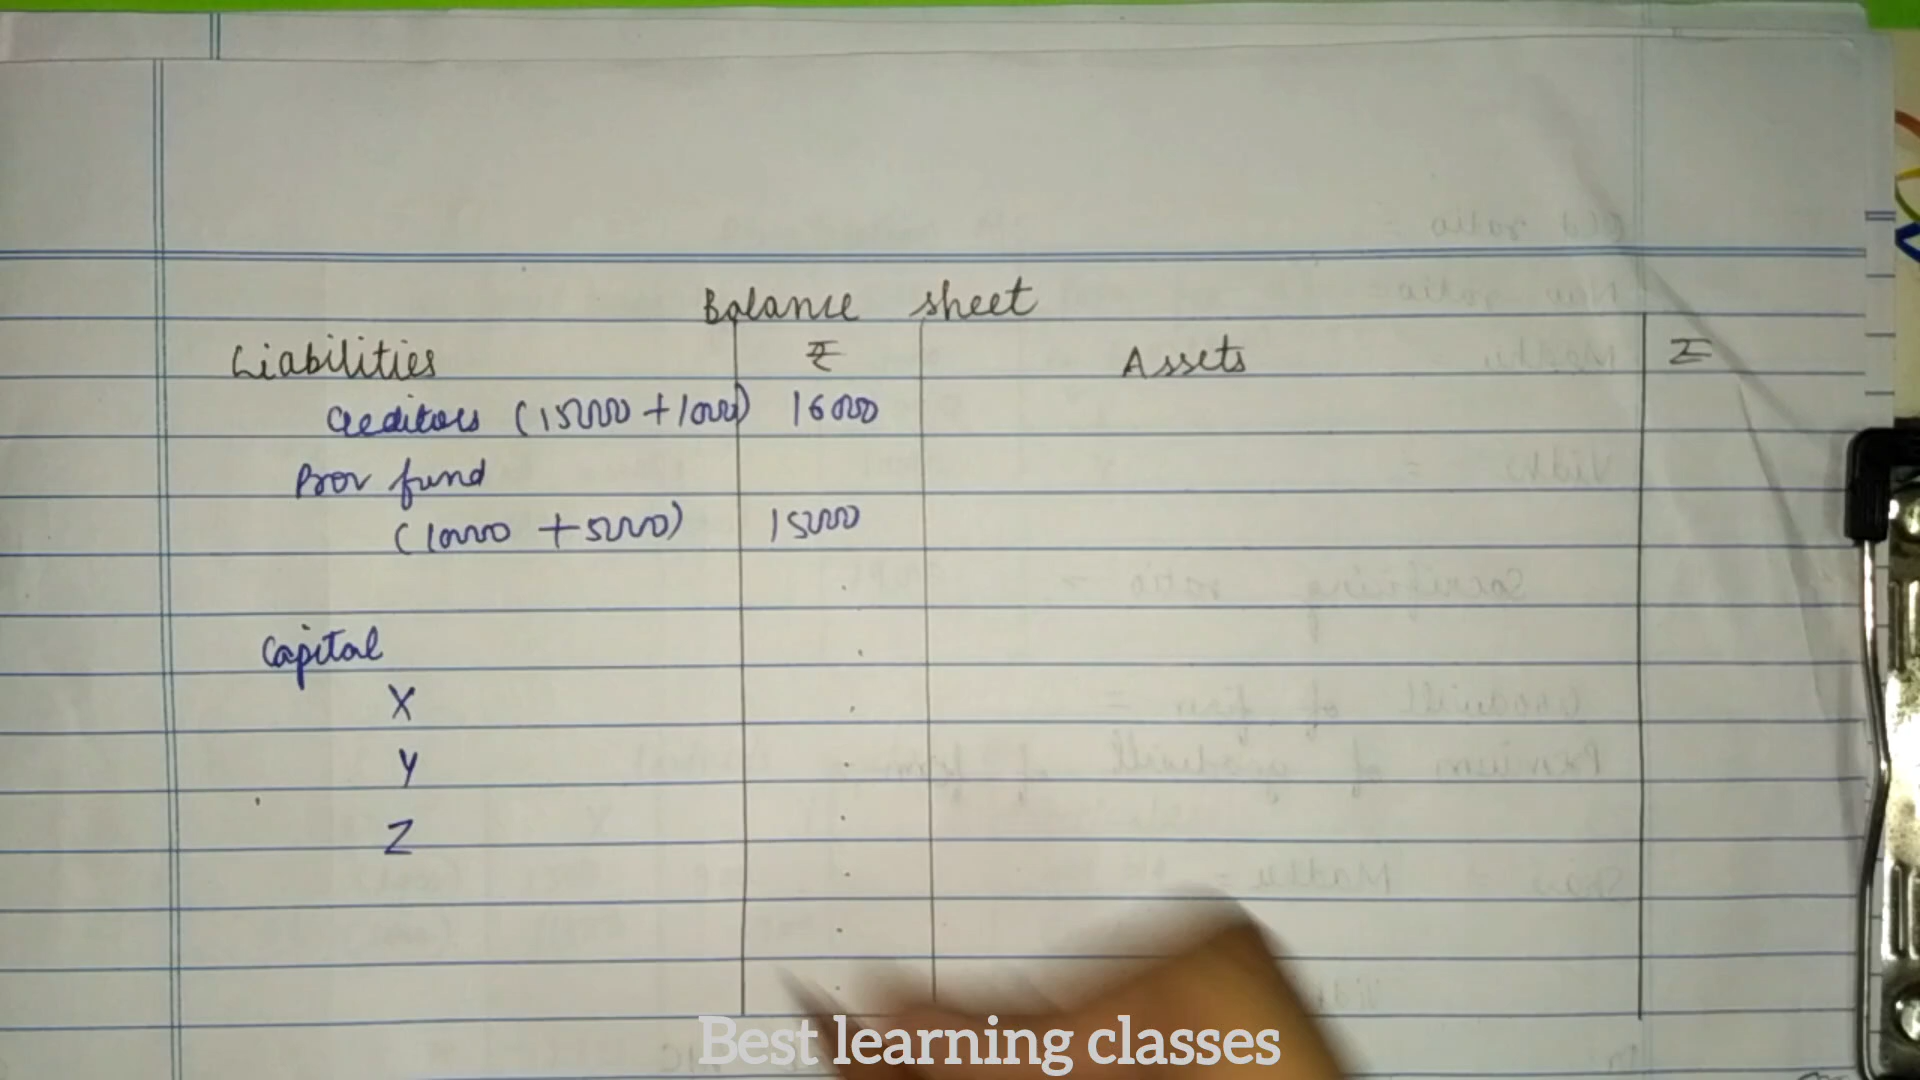 Balance sheet
Liabilities ₹ Assets ₹
Creditors (15000 + 1000) 16000
Prov fund
(10000 + 5000) 15000
Capital
X
Y
Z
Best learning classes